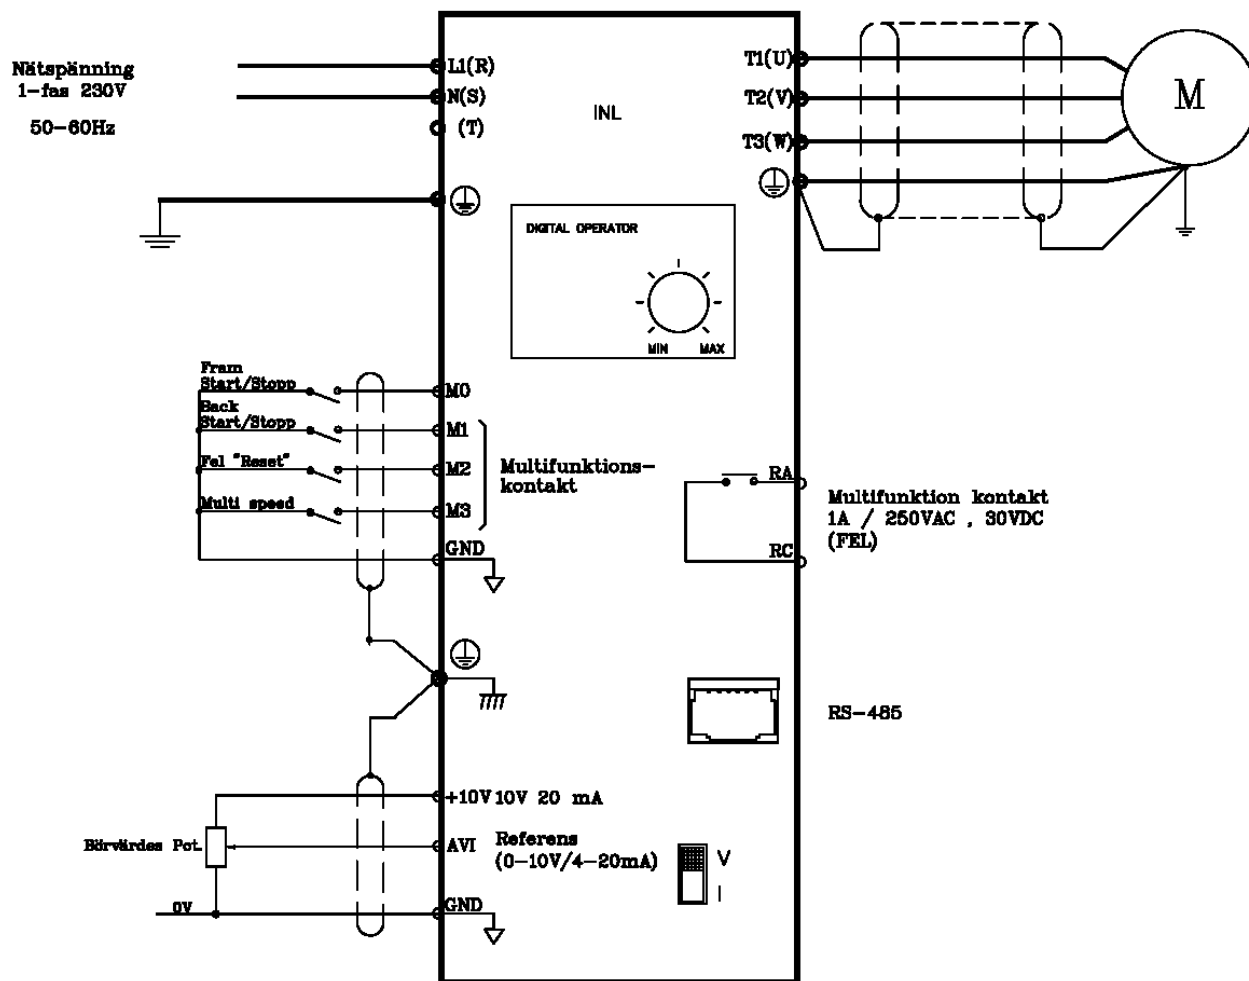 Nätspänning
1-fas 230V
50-60Hz
L1(R)
N(S)
(T)
INL
T1(U)
T2(V)
T3(W)
M
DIGITAL OPERATOR
MIN MAX
Fram
Start/Stopp
M0
Back
Start/Stopp
M1
Fel "Reset"
M2
Multi speed
M3
GND
Multifunktions-
kontakt
RA
RC
Multifunktion kontakt
1A / 250VAC , 30VDC
(FEL)
RS-485
+10V 10V 20 mA
Börvärdes Pot.
AVI
Referens
(0-10V/4-20mA)
V
I
0V
GND